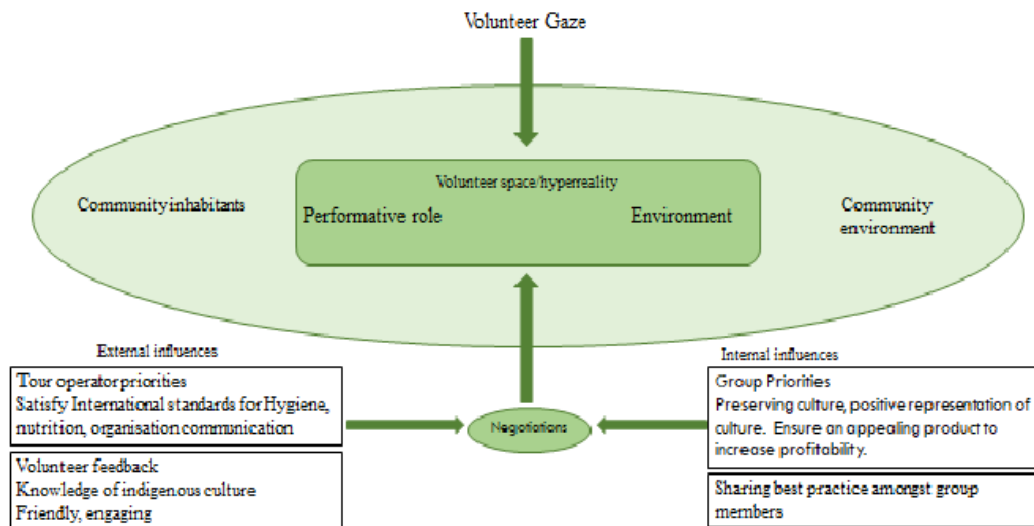 Volunteer Gaze
Volunteer space/hyperreality
Community inhabitants
Performative role
Environment
Community
environment
External influences
Tour operator priorities
Satisfy International standards for Hygiene,
nutrition, organisation communication
Volunteer feedback
Knowledge of indigenous culture
Friendly, engaging
Negotiations
Internal influences
Group Priorities
Preserving culture, positive representation of
culture. Ensure an appealing product to
increase profitability.
Sharing best practice amongst group
members